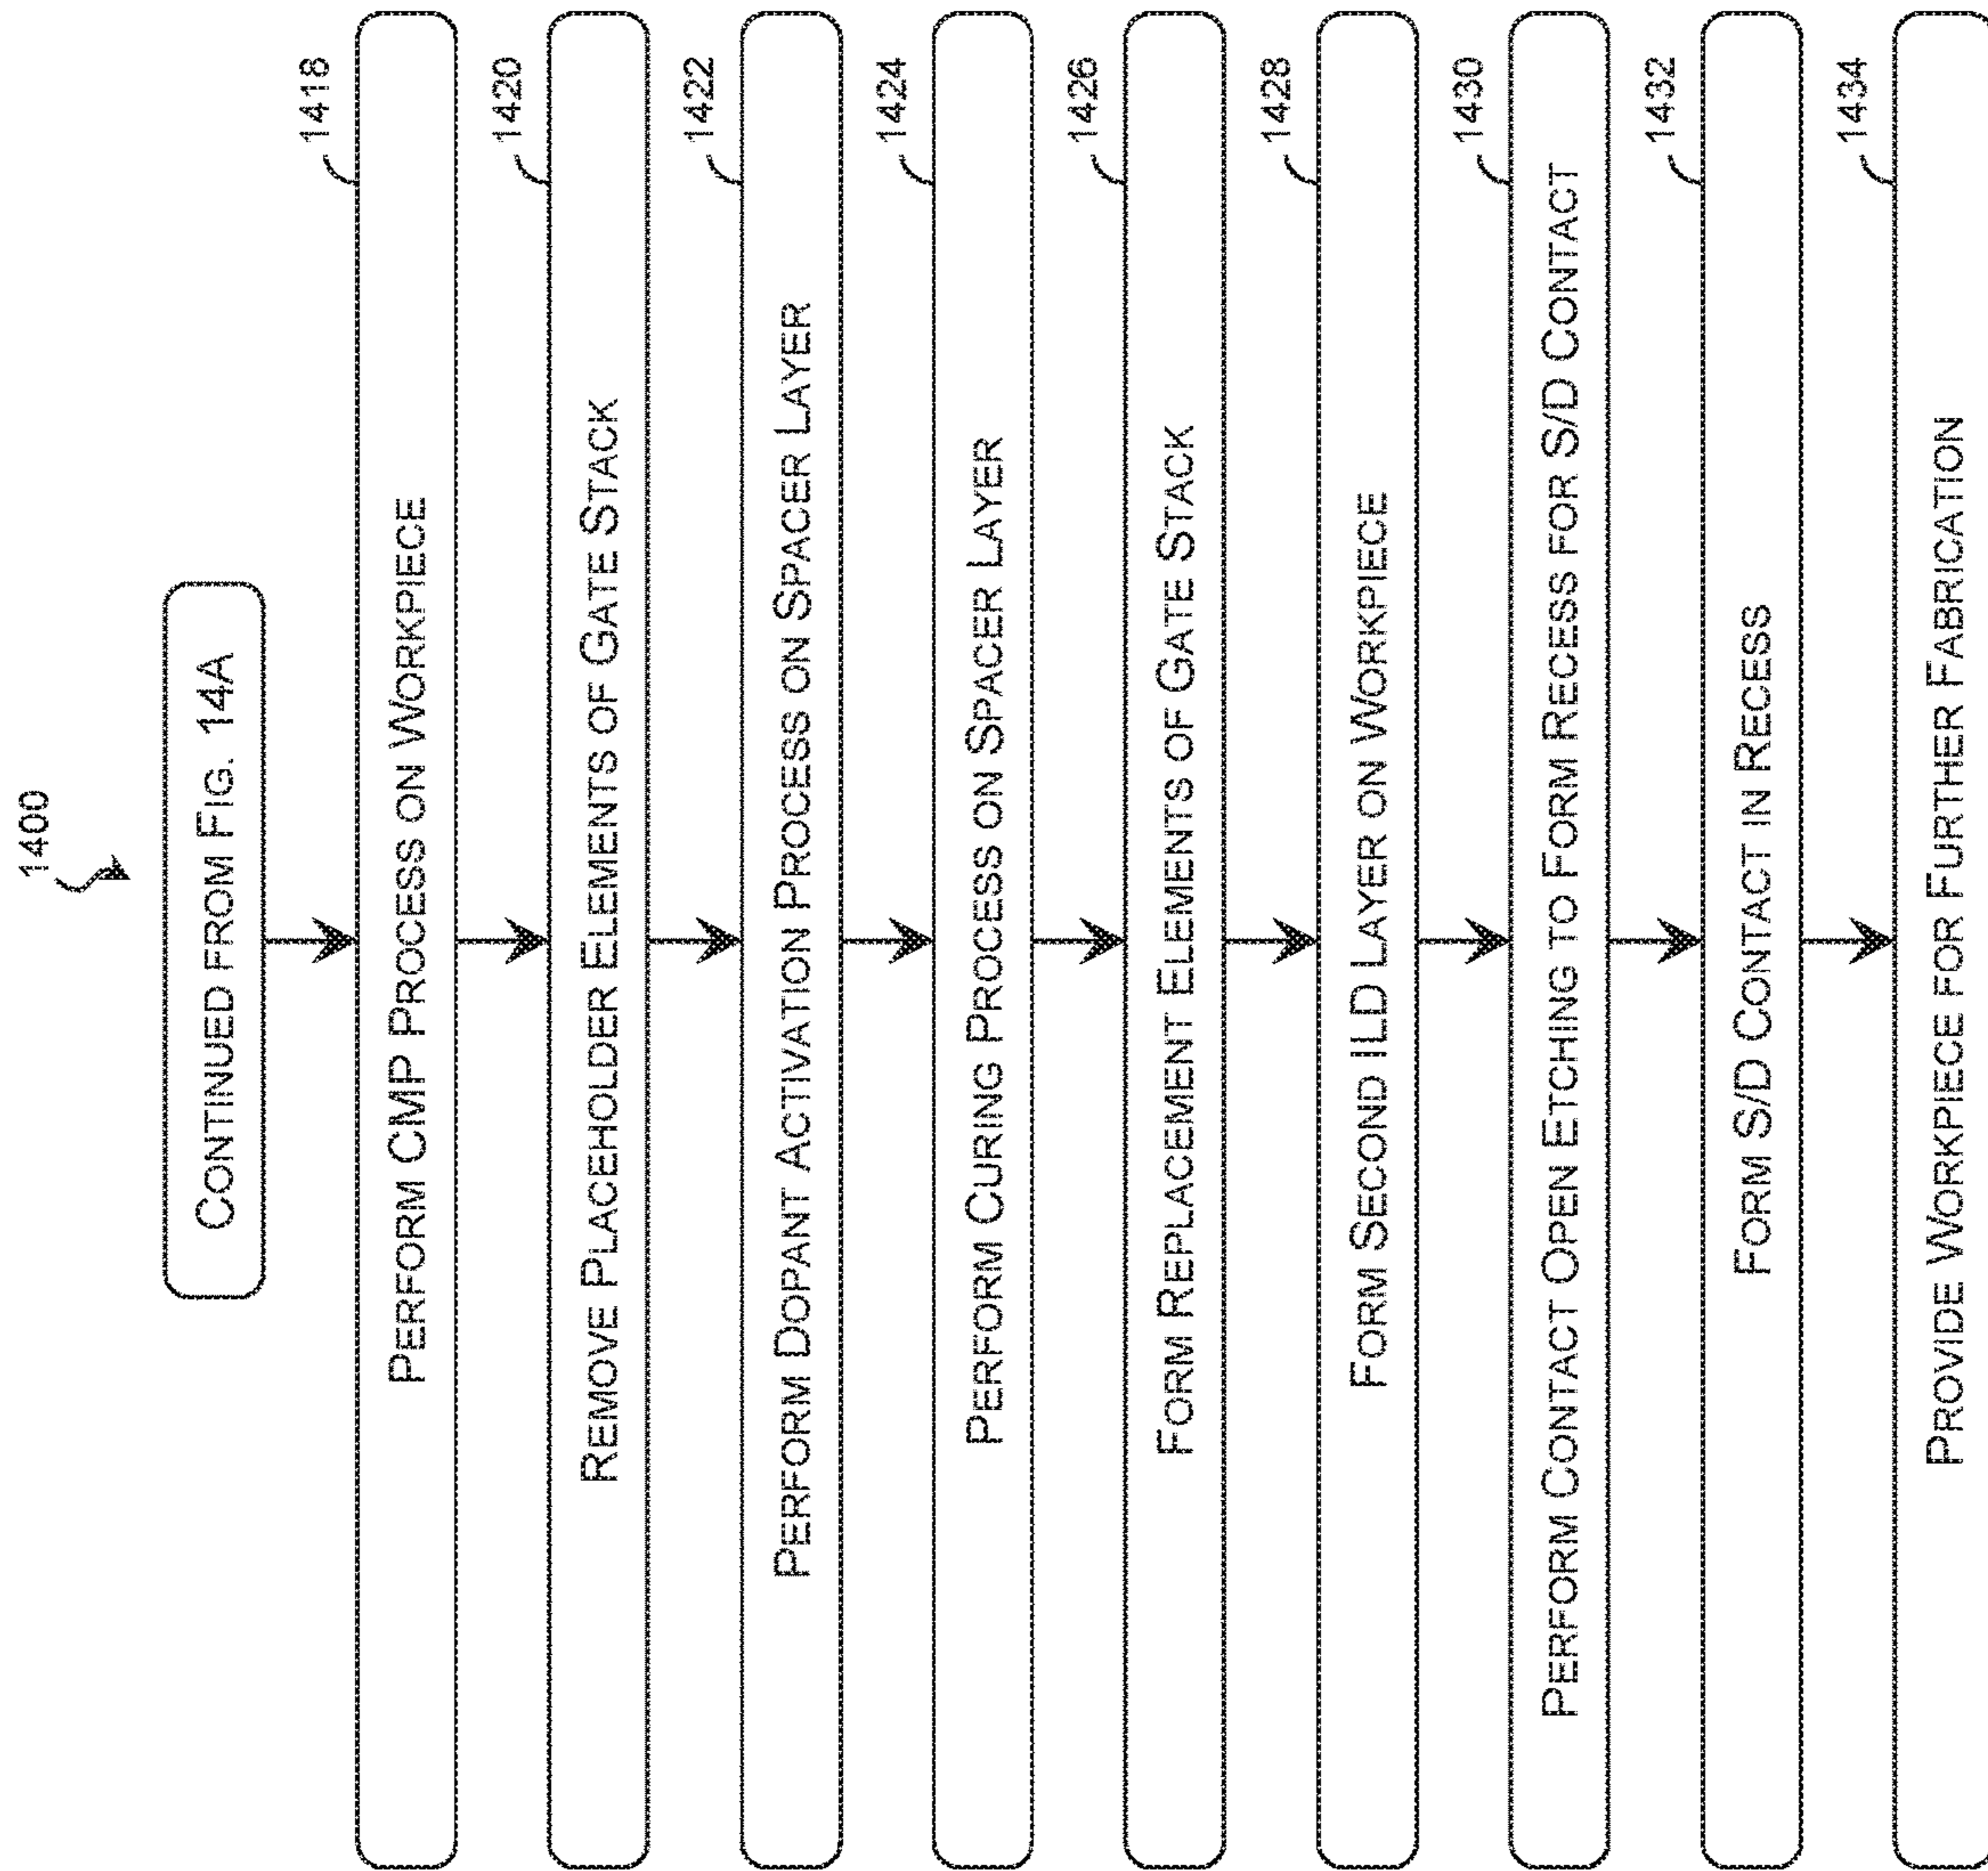 1400
CONTINUED FROM FIG. 14A
1418
PERFORM CMP PROCESS ON WORKPIECE
1420
REMOVE PLACEHOLDER ELEMENTS OF GATE STACK
1422
PERFORM DOPANT ACTIVATION PROCESS ON SPACER LAYER
1424
PERFORM CURING PROCESS ON SPACER LAYER
1426
FORM REPLACEMENT ELEMENTS OF GATE STACK
1428
FORM SECOND ILD LAYER ON WORKPIECE
1430
PERFORM CONTACT OPEN ETCHING TO FORM RECESS FOR S/D CONTACT
1432
FORM S/D CONTACT IN RECESS
1434
PROVIDE WORKPIECE FOR FURTHER FABRICATION